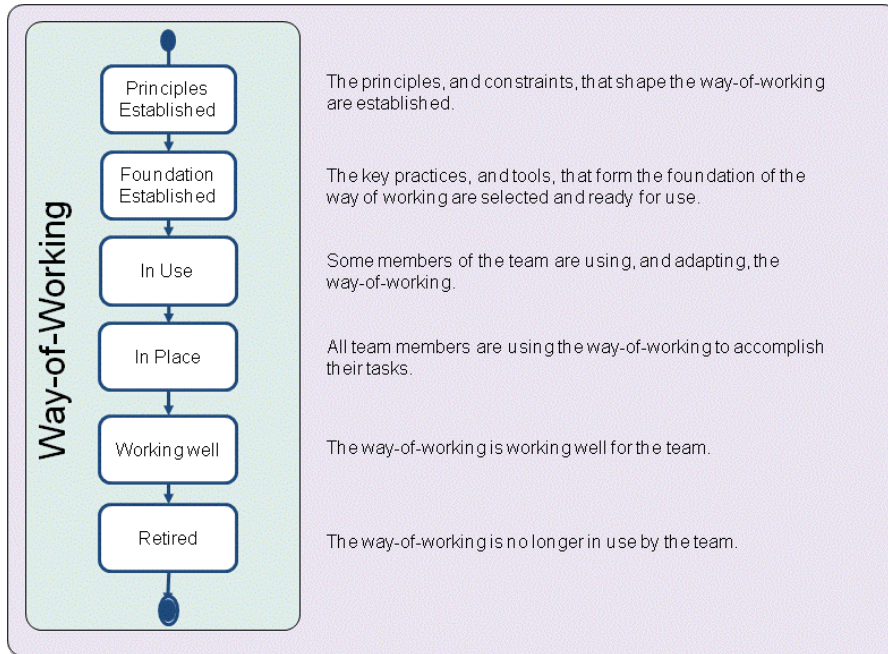 Way-of-Working
Principles
Established
The principles, and constraints, that shape the way-of-working
are established.
Foundation
Established
The key practices, and tools, that form the foundation of the
way of working are selected and ready for use.
In Use
Some members of the team are using, and adapting, the
way-of-working.
In Place
All team members are using the way-of-working to accomplish
their tasks.
Working well
The way-of-working is working well for the team.
Retired
The way-of-working is no longer in use by the team.